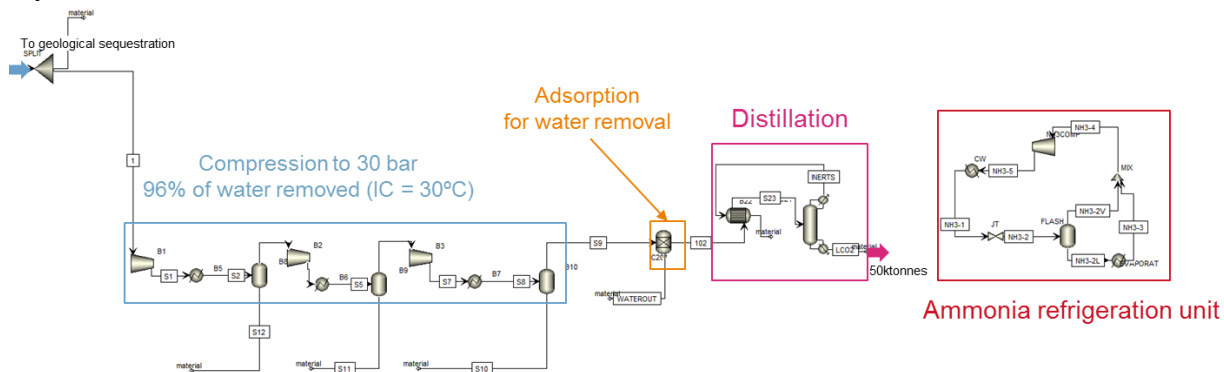 material
To geological sequestration
SPLIT
1
Compression to 30 bar
96% of water removed (IC = 30ºC)
B1
S1
B5
S2
B2
B8
B6
S5
B3
B9
S7
B7
S8
B10
S12
material
S11
material
S10
material
Adsorption
for water removal
S9
102
WATEROUT
material
Distillation
INERTS
S23
material
LCO2
material
50ktonnes
NH3-4
CW
NH3-5
MIX
NH3-2V
FLASH
NH3-1
JT
NH3-2
NH3-3
NH3-2L
Ammonia refrigeration unit